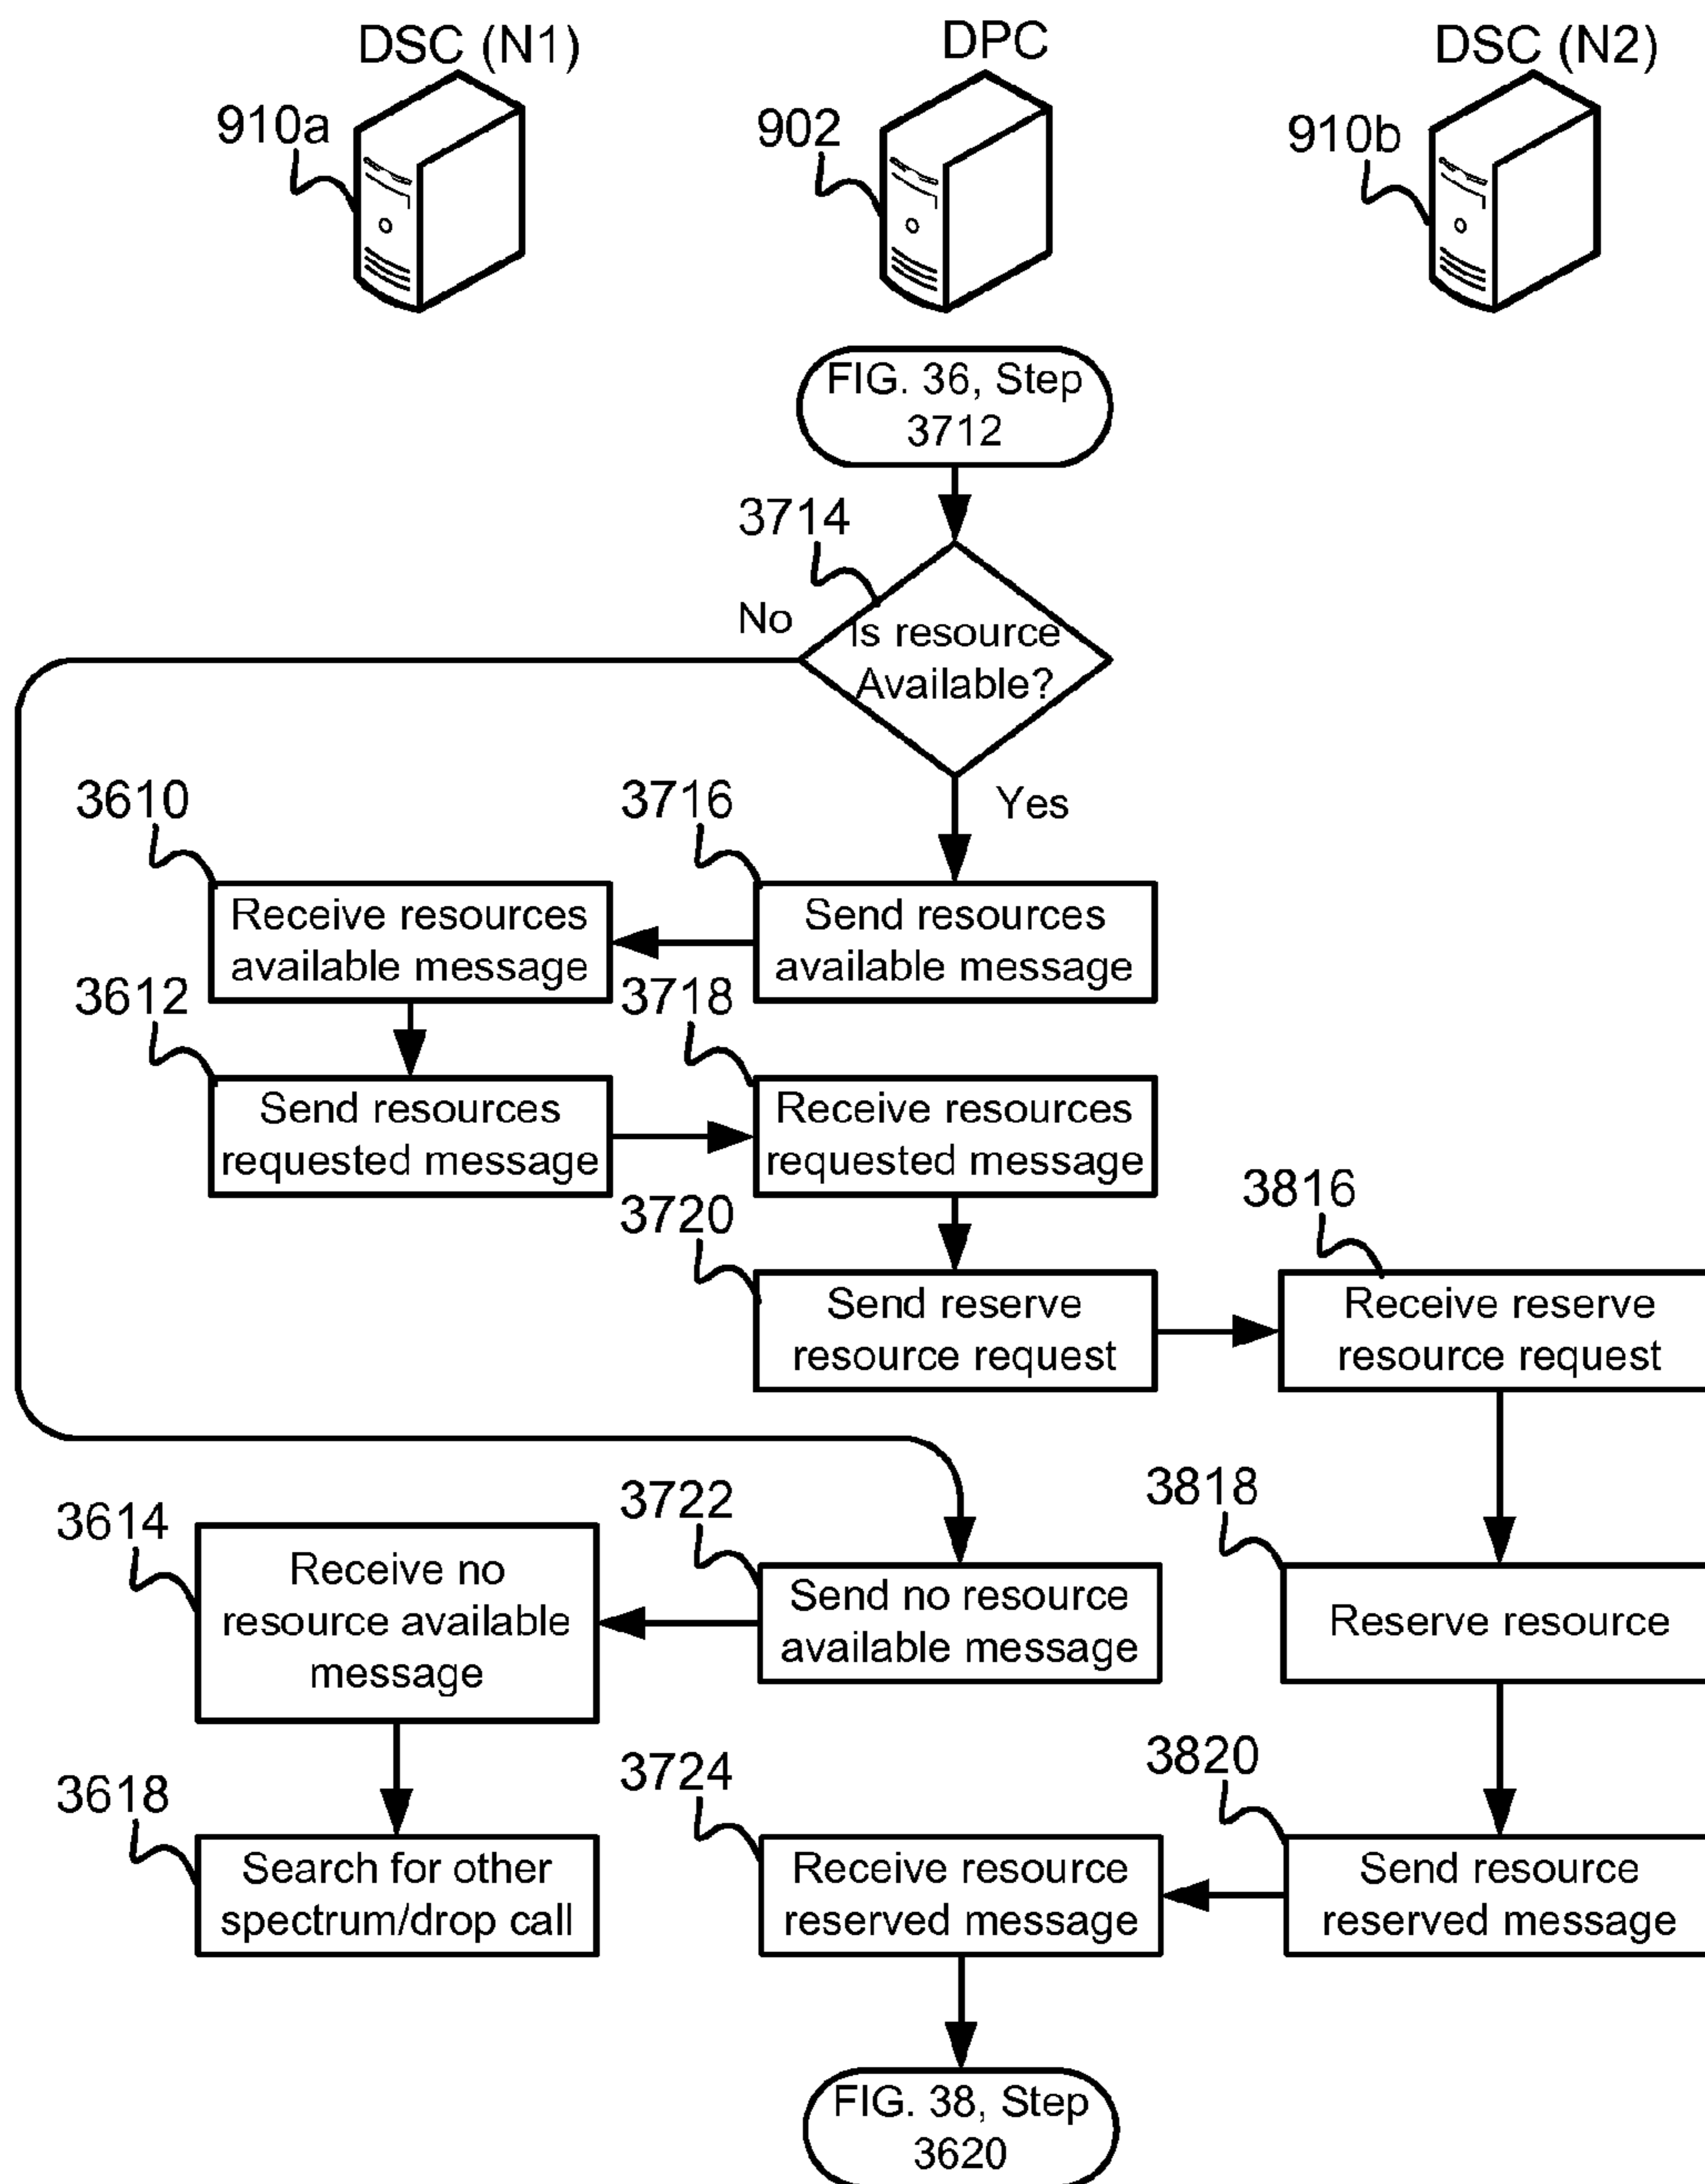 DSC (N1)
DPC
DSC (N2)
910a
902
910b
FIG. 36, Step
3712
3714
No
Is resource
Available?
Yes
3610
3716
Receive resources
available message
Send resources
available message
3612
3718
Send resources
requested message
Receive resources
requested message
3720
3816
Send reserve
resource request
Receive reserve
resource request
3614
3722
3818
Receive no
resource available
message
Send no resource
available message
Reserve resource
3618
3724
3820
Search for other
spectrum/drop call
Receive resource
reserved message
Send resource
reserved message
FIG. 38, Step
3620